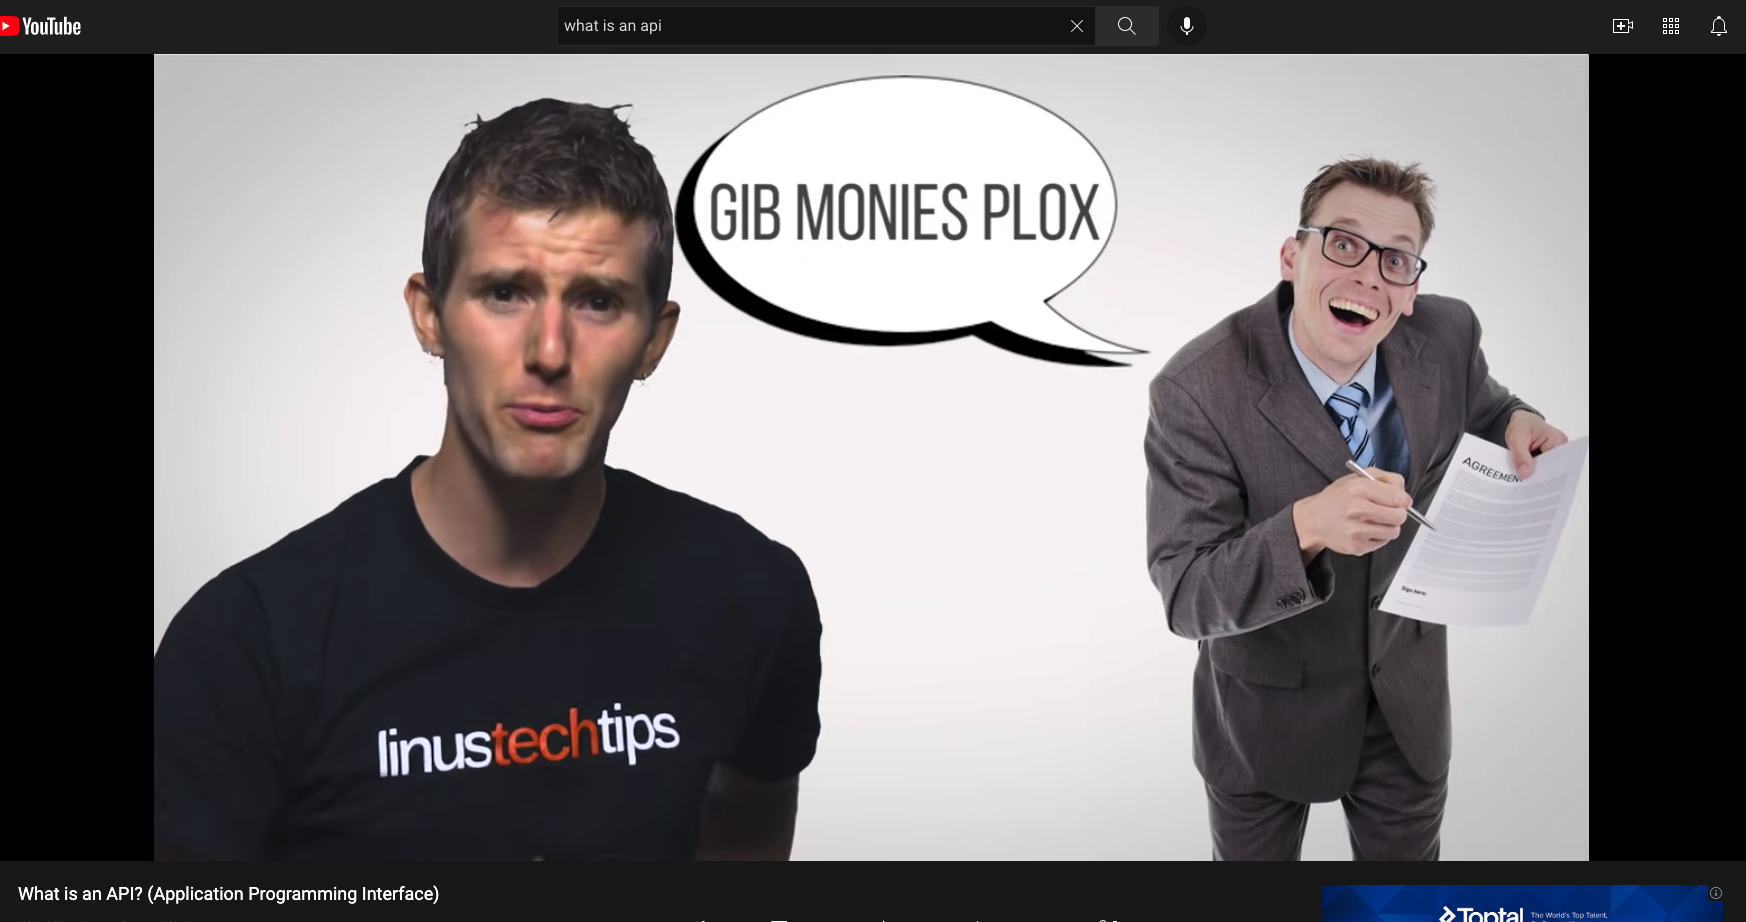 YouTube
what is an api
GIB MONIES PLOX
AGREEMENT
Sign here:
linustechtips
What is an API? (Application Programming Interface)
Toptal
The World's Top Talent,